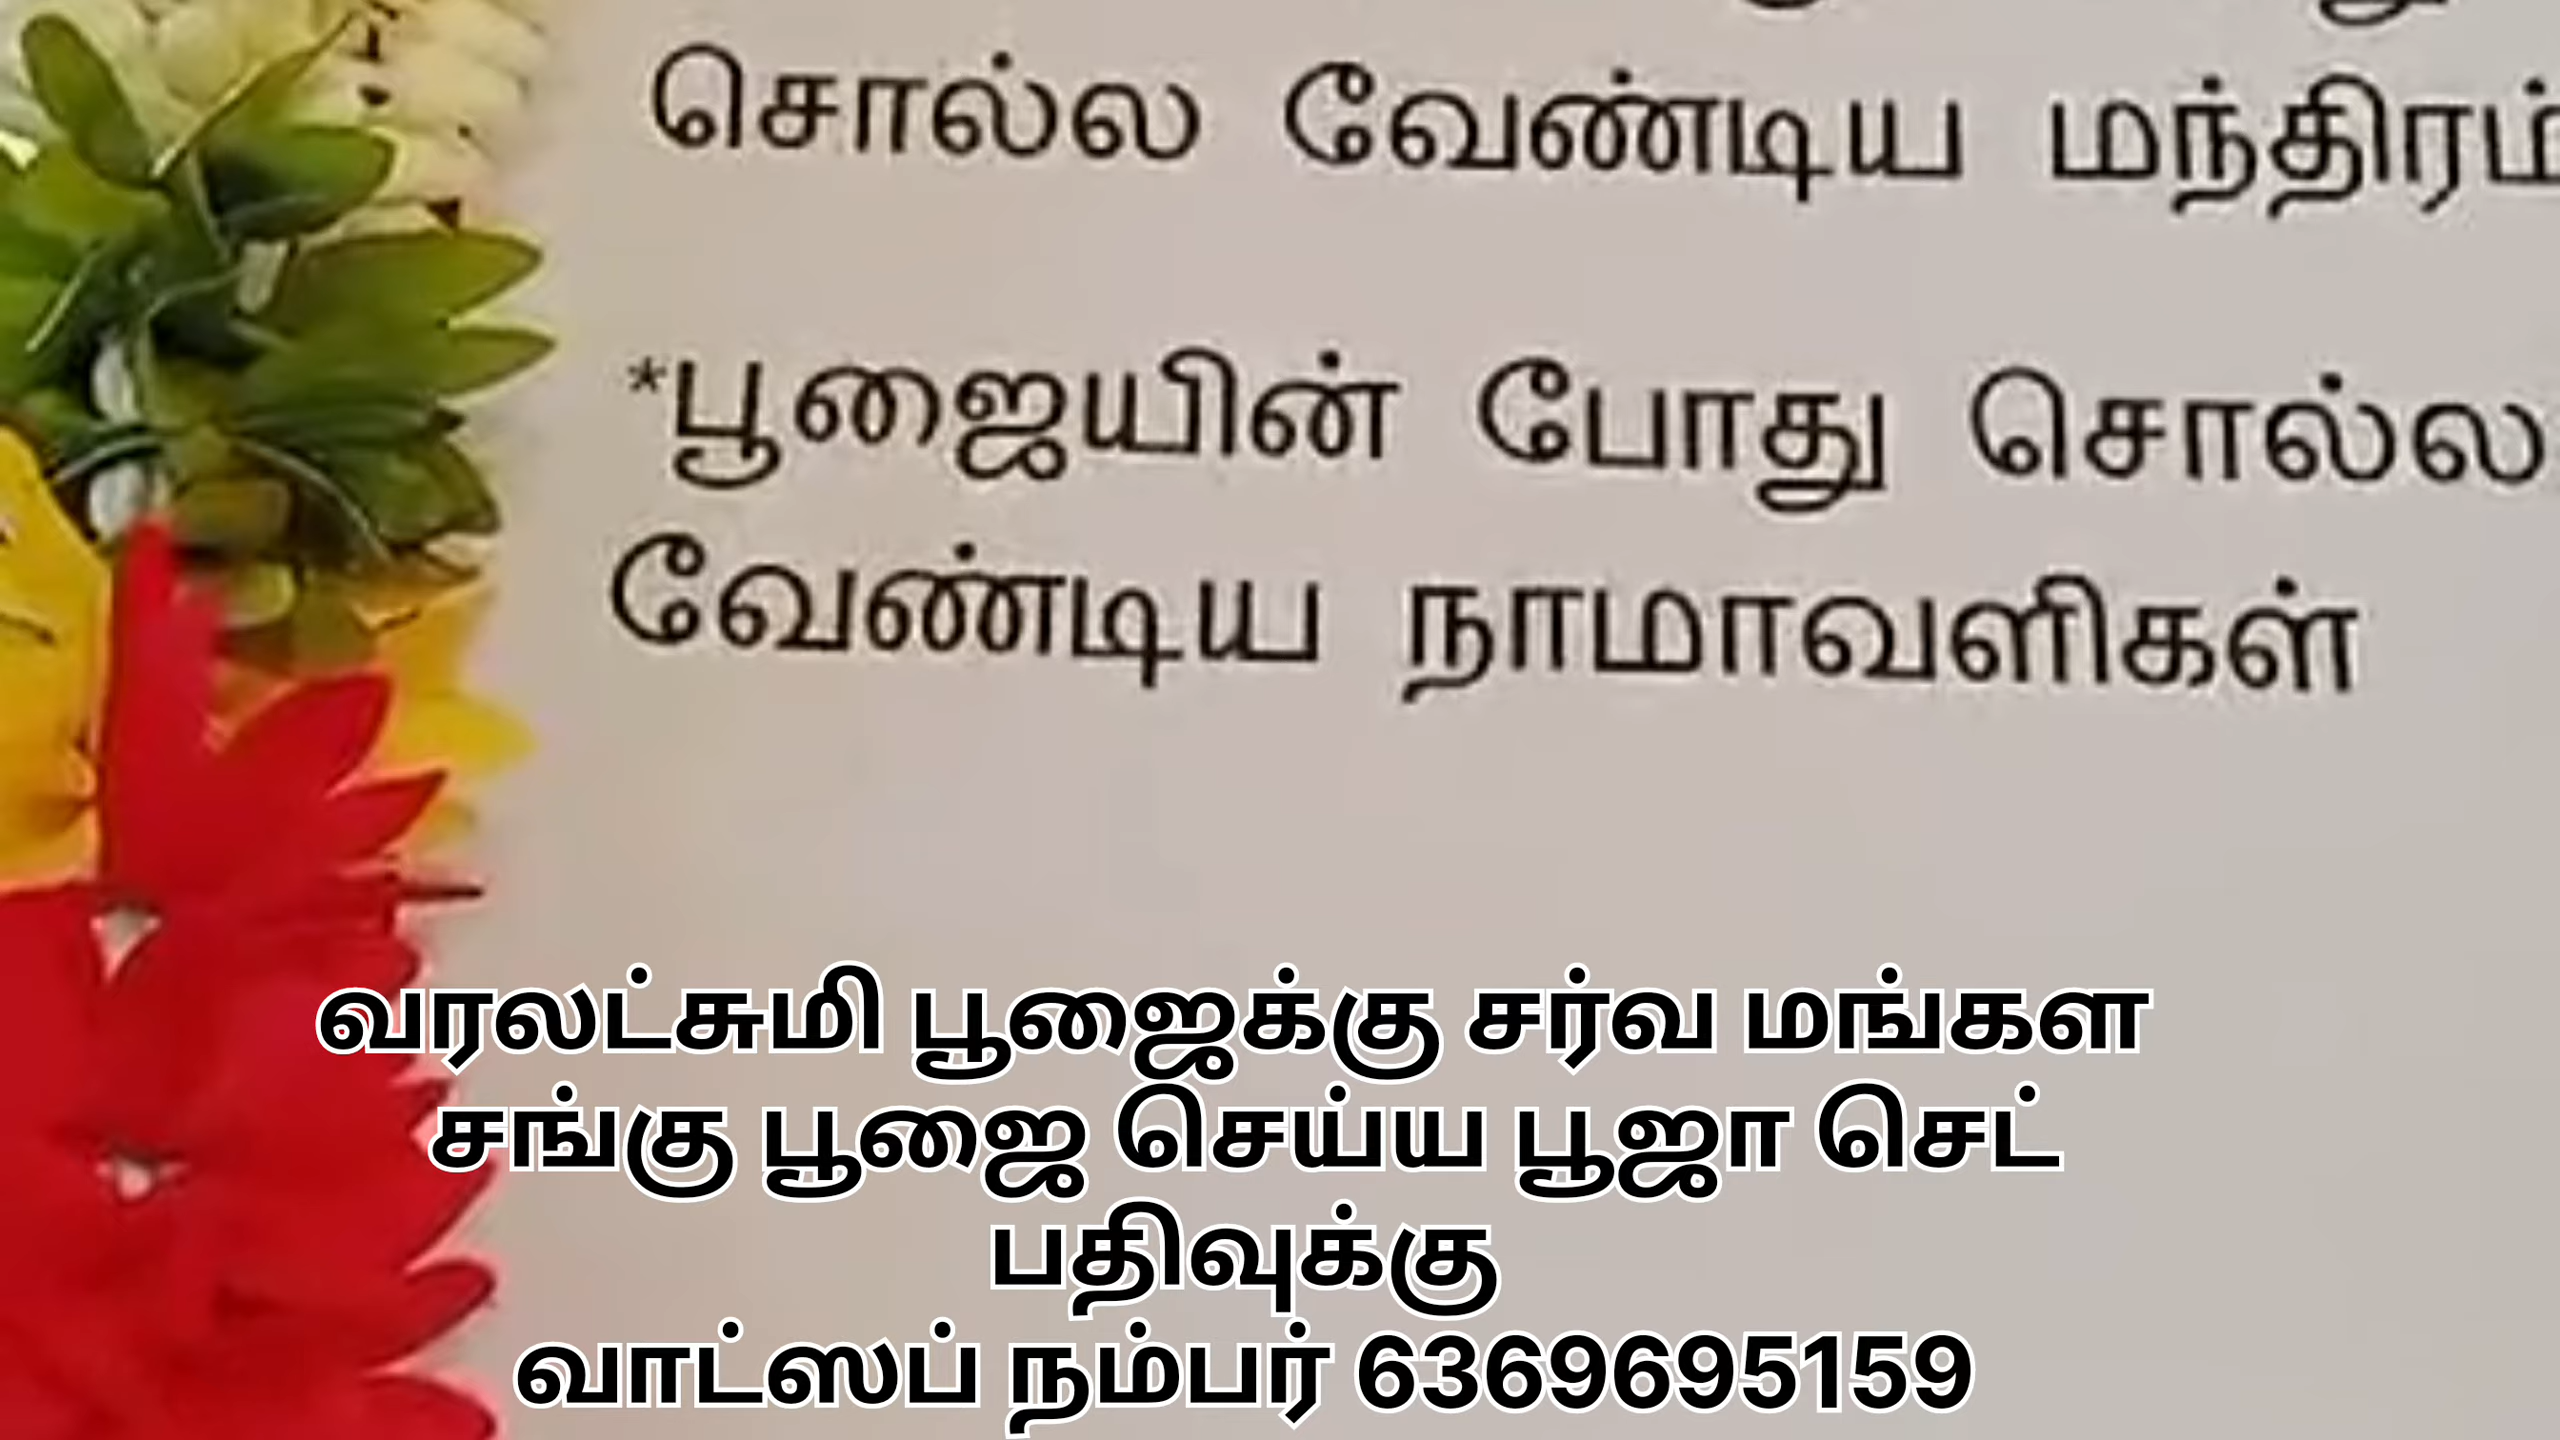 சொல்ல வேண்டிய மந்திரம்
*பூஜையின் போது சொல்ல
வேண்டிய நாமாவளிகள்
வரலட்சுமி பூஜைக்கு சர்வ மங்கள
சங்கு பூஜை செய்ய பூஜா செட்
பதிவுக்கு
வாட்ஸப் நம்பர் 6369695159